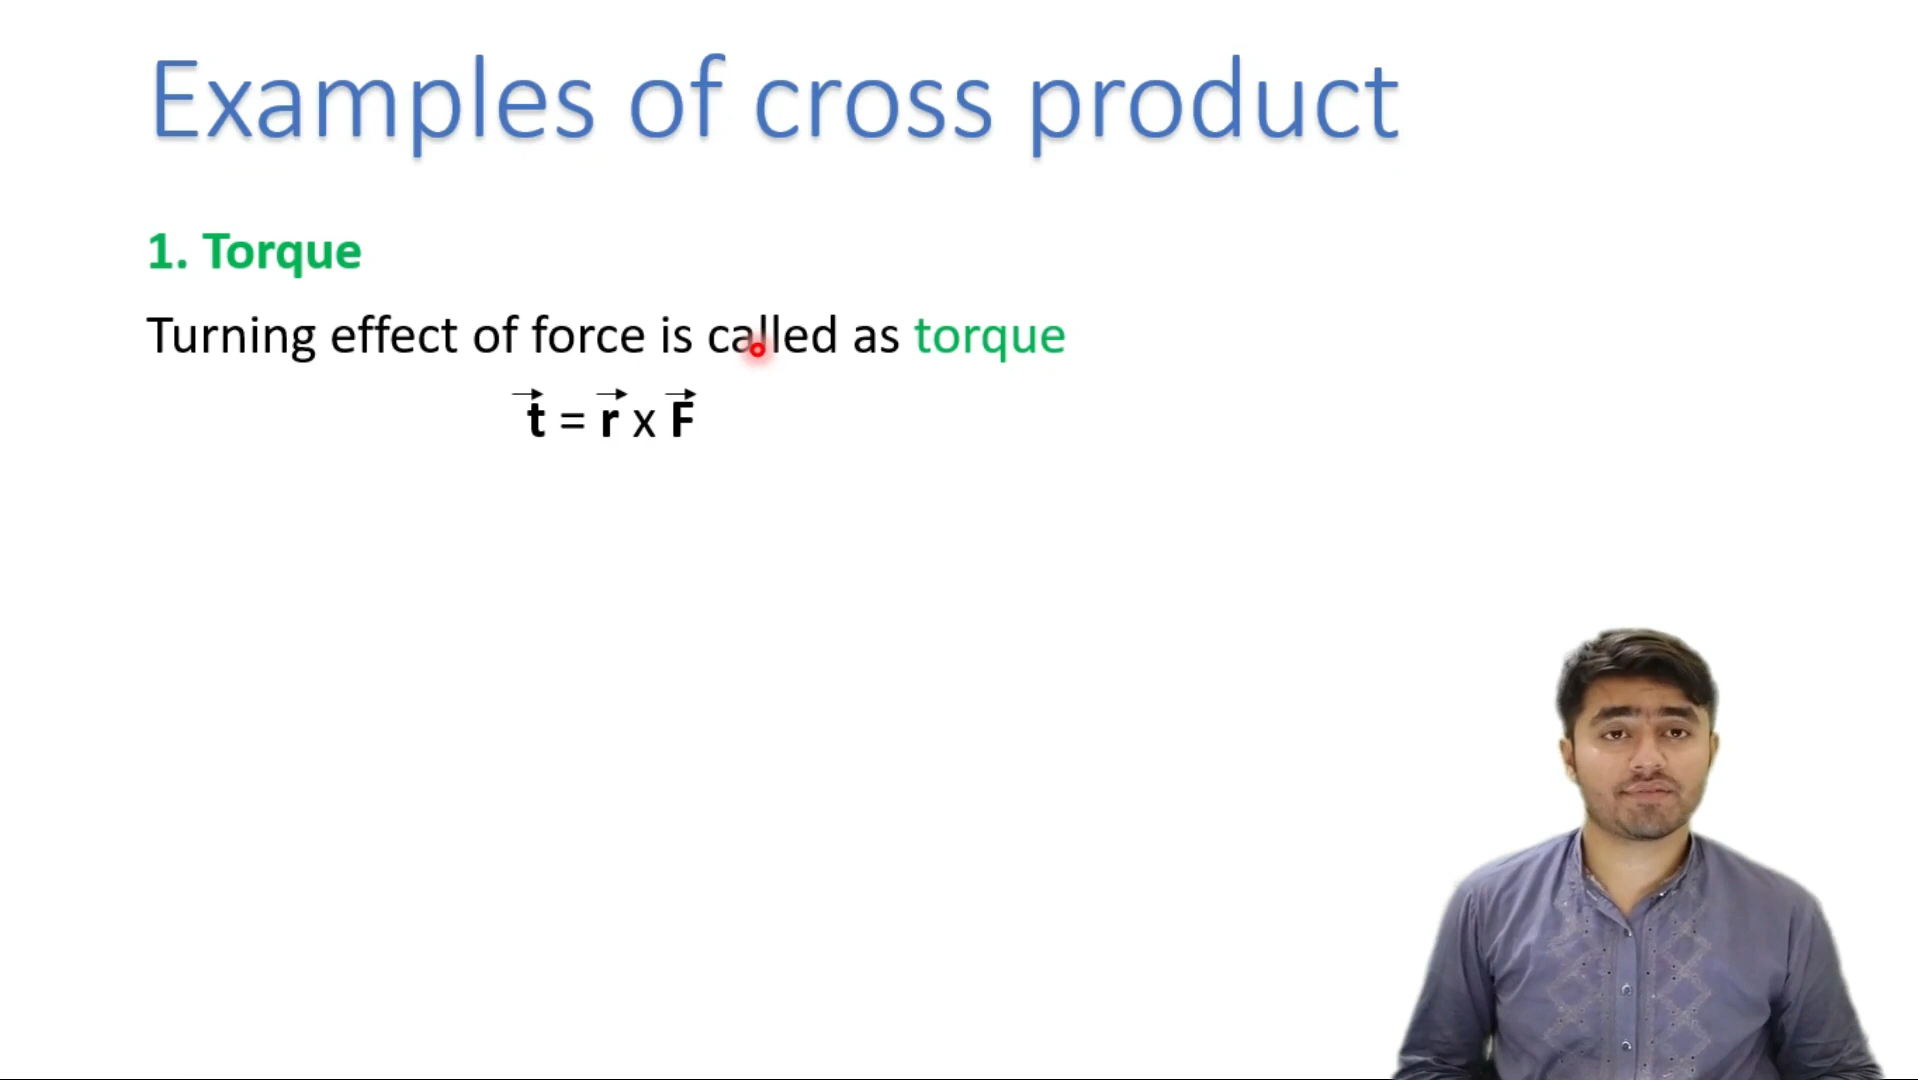 Examples of cross product
1. Torque
Turning effect of force is called as torque
t⃗ = r⃗ x F⃗